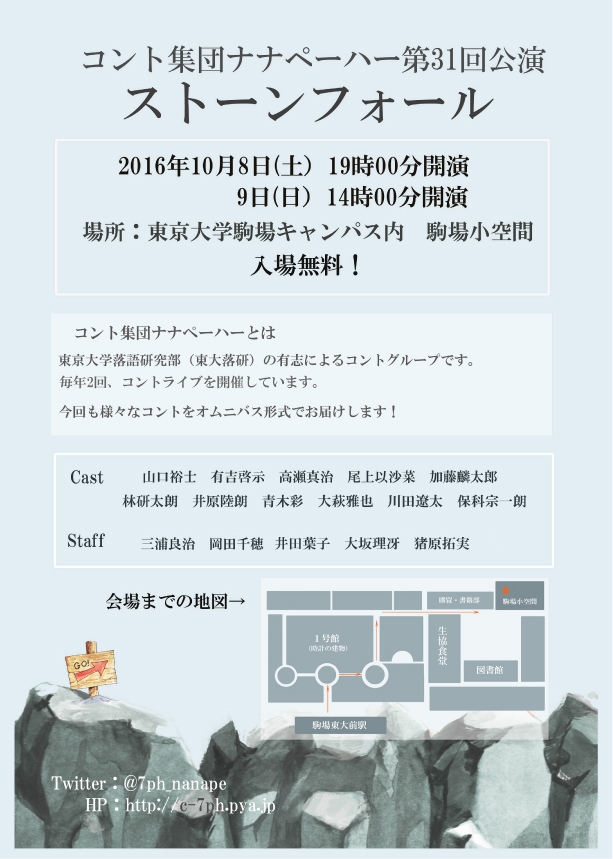 コント集団ナナペーハー第31回公演
ストーンフォール
2016年10月8日(土) 19時00分開演
9日(日) 14時00分開演
場所：東京大学駒場キャンパス内　駒場小空間
入場無料！
コント集団ナナペーハーとは
東京大学落語研究部（東大落研）の有志によるコントグループです。
毎年2回、コントライブを開催しています。
今回も様々なコントをオムニバス形式でお届けします！
Cast　山口裕士　有吉啓示　高瀬真治　尾上以沙菜　加藤麟太郎
林研太朗　井原陸朗　青木彩　大萩雅也　川田遼太　保科宗一朗
Staff　三浦良治　岡田千穂　井田葉子　大坂理冴　猪原拓実
会場までの地図→
購買・書籍部
駒場小空間
1号館
(時計の建物)
生協食堂
図書館
駒場東大前駅
GO!
Twitter：@7ph_nanape
HP：http://c-7ph.pya.jp